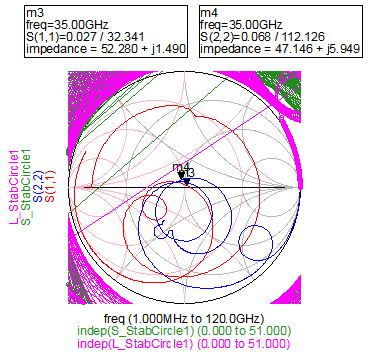 m3
freq=35.00GHz
S(1,1)=0.027 / 32.341
impedance = 52.280 + j1.490
m4
freq=35.00GHz
S(2,2)=0.068 / 112.126
impedance = 47.146 + j5.949
L_StabCircle1
S_StabCircle1
S(2,2)
S(1,1)
m4
m3
freq (1.000MHz to 120.0GHz)
indep(S_StabCircle1) (0.000 to 51.000)
indep(L_StabCircle1) (0.000 to 51.000)